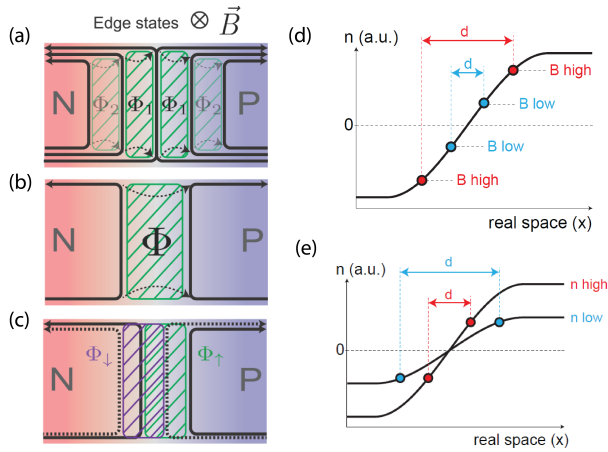 Edge states ⊗ B⃗
(a)
N Φ₂ Φ₁ Φ₁ Φ₂ P
(b)
N Φ P
(c)
N Φ↓ Φ↑ P
(d)
n (a.u.)
d
d
B high
B low
0
B low
B high
real space (x)
(e)
n (a.u.)
d
n high
d
n low
0
real space (x)